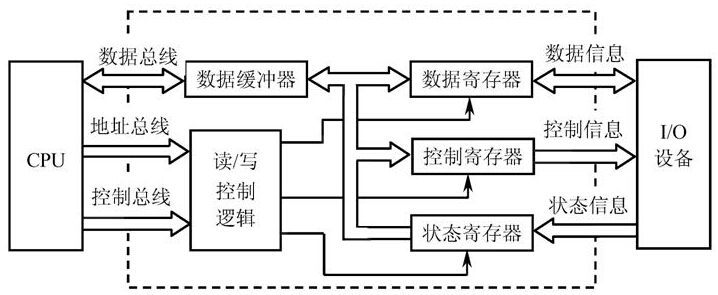 数据总线
数据信息
数据缓冲器
数据寄存器
地址总线
控制信息
CPU
读/写
控制
逻辑
控制寄存器
I/O
设备
控制总线
状态信息
状态寄存器